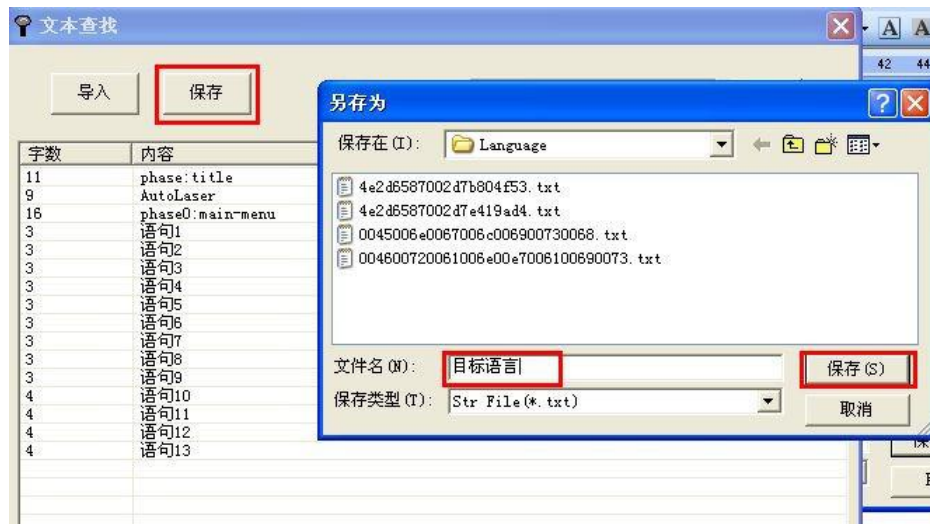 文本查找
导入
保存
字数
内容
11
phase:title
9
AutoLaser
16
phase0:main-menu
3
语句1
3
语句2
3
语句3
3
语句4
3
语句5
3
语句6
3
语句7
3
语句8
3
语句9
4
语句10
4
语句11
4
语句12
4
语句13
另存为
保存在(I):
Language
4e2d6587002d7b804f53.txt
4e2d6587002d7e419ad4.txt
0045006e0067006c006900730068.txt
004600720061006e00e7006100690073.txt
文件名(N):
目标语言
保存(S)
保存类型(T):
Str File(*.txt)
取消
A
A
42
44